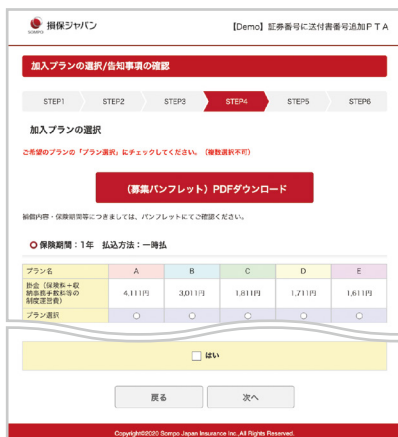 SOMPO 損保ジャパン
【Demo】証券番号に送付書番号追加PTA
加入プランの選択/告知事項の確認
STEP1 STEP2 STEP3 STEP4 STEP5 STEP6
加入プランの選択
ご希望のプランの「プラン選択」にチェックしてください。（複数選択不可）
（募集パンフレット）PDFダウンロード
補償内容・保険期間等につきましては、パンフレットにてご確認ください。
保険期間：1年 払込方法：一時払
プラン名 A B C D E
掛金（保険料＋収
納事務手数料等の
制度運営費） 4,111円 3,011円 1,811円 1,711円 1,611円
プラン選択
はい
戻る 次へ
Copyright©2020 Sompo Japan Insurance Inc.,All Rights Reserved.